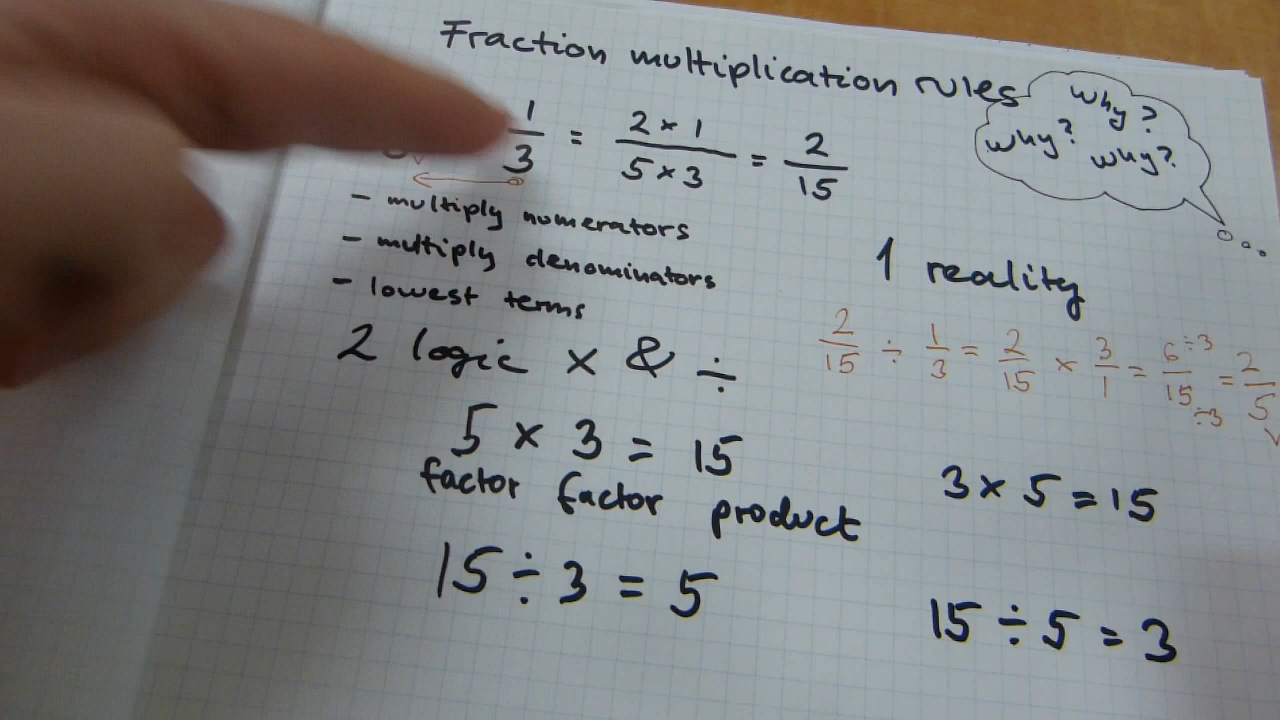 Fraction multiplication rules
why?
why? why?
1/3 = 2 × 1 / 5 × 3 = 2/15
- multiply numerators
- multiply denominators
- lowest terms
1 reality
2/15 ÷ 1/3 = 2/15 × 3/1 = 6 ÷3 / 15 ÷3 = 2/5
2 logic × & ÷
5 × 3 = 15
factor factor product
3 × 5 = 15
15 ÷ 3 = 5
15 ÷ 5 = 3